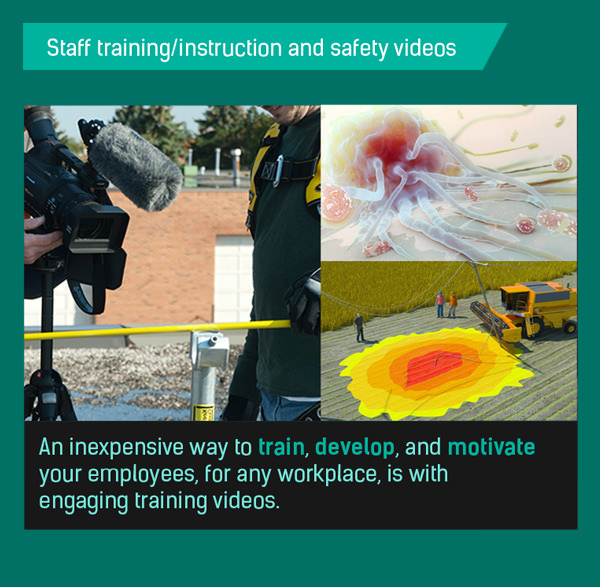 Staff training/instruction and safety videos
An inexpensive way to train, develop, and motivate
your employees, for any workplace, is with
engaging training videos.